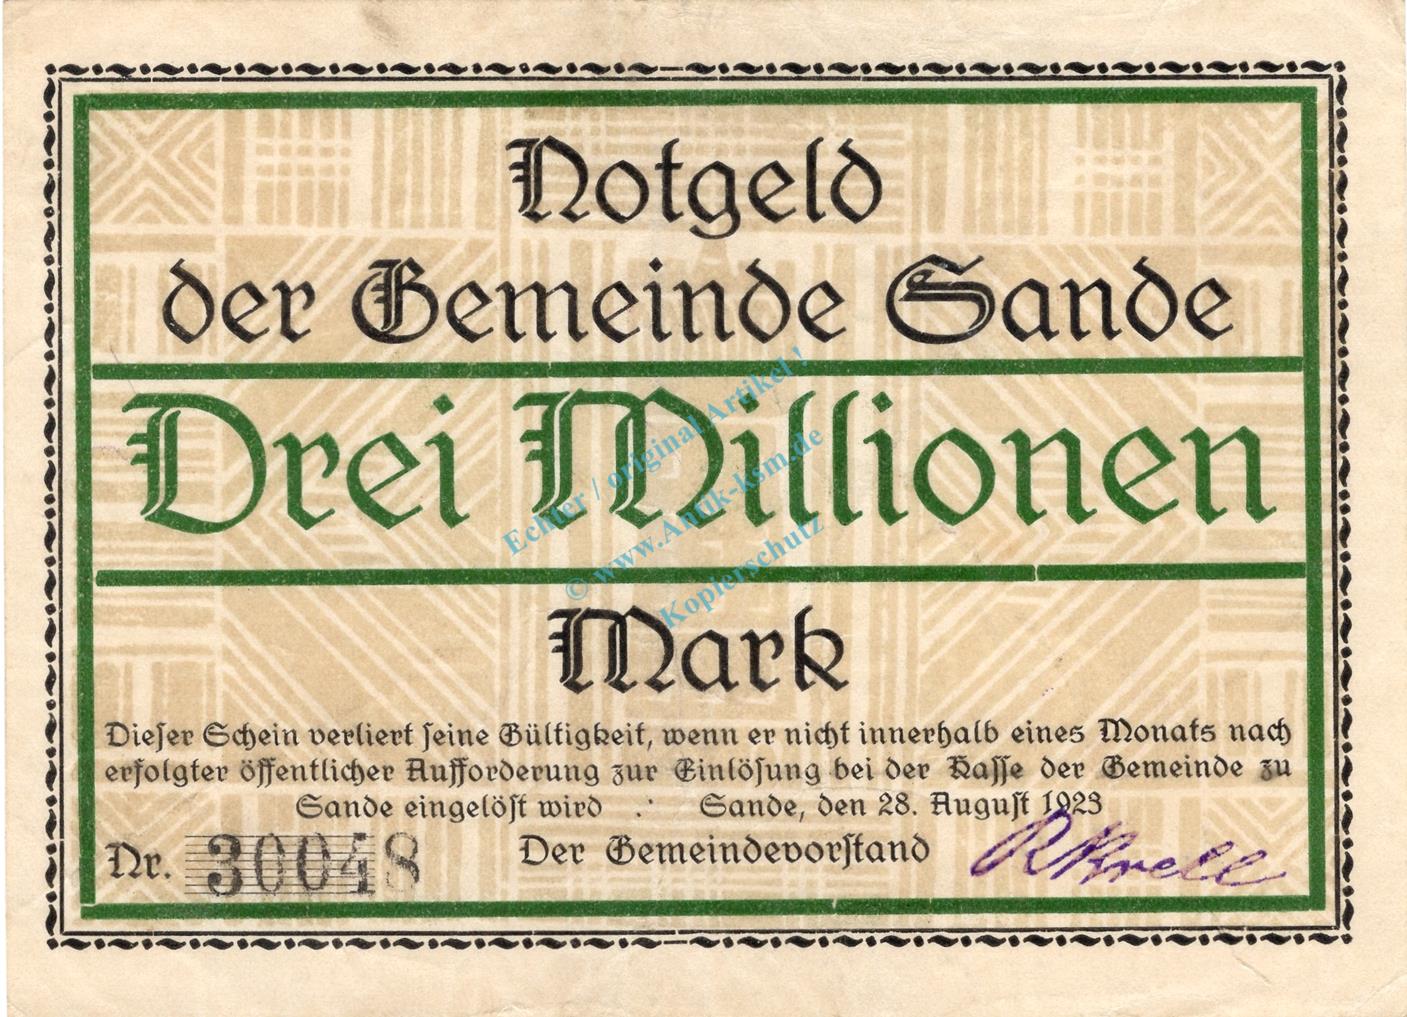 Notgeld
der Gemeinde Sande
Drei Millionen
Mark
Dieser Schein verliert seine Gültigkeit, wenn er nicht innerhalb eines Monats nach
erfolgter öffentlicher Aufforderung zur Einlösung bei der Kasse der Gemeinde zu
Sande eingelöst wird . : Sande, den 28. August 1923
Nr. 30048 Der Gemeindevorstand R Krell
Echter / original Antik Artikel !
© www.Antik-ksm.de
Kopierschutz